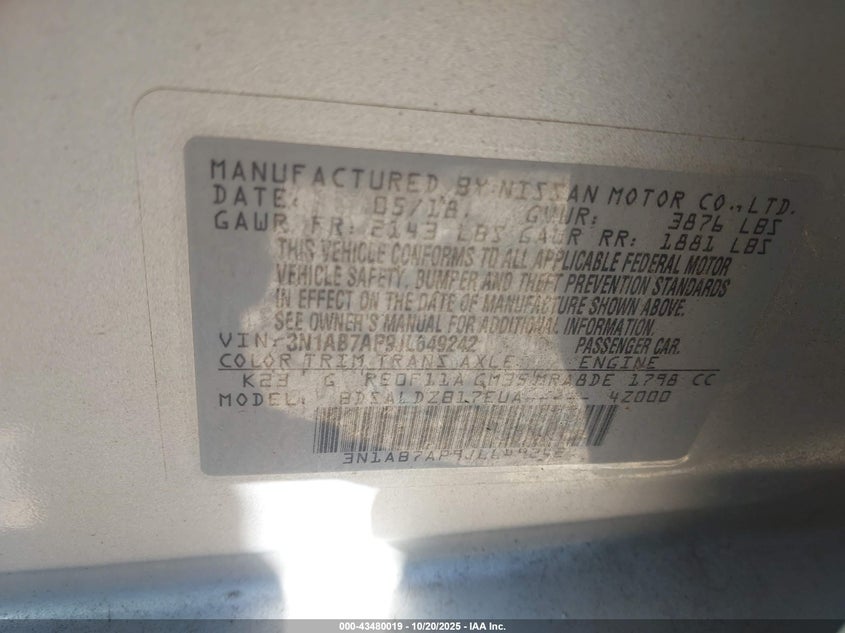 MANUFACTURED BY NISSAN MOTOR CO., LTD.
DATE: 05/18 GVWR: 3876 LBS
GAWR FR: 2143 LBS GAWR RR: 1881 LBS
THIS VEHICLE CONFORMS TO ALL APPLICABLE FEDERAL MOTOR
VEHICLE SAFETY, BUMPER AND THEFT PREVENTION STANDARDS
IN EFFECT ON THE DATE OF MANUFACTURE SHOWN ABOVE.
SEE OWNER'S MANUAL FOR ADDITIONAL INFORMATION.
VIN: 3N1AB7AP9JL649242 PASSENGER CAR.
COLOR TRIM TRANS AXLE ENGINE
K23 G RE0F11A GM35 MRA8DE 1798 CC
MODEL: 4Z000
000-43480019 | 10/20/2025 | IAA Inc.